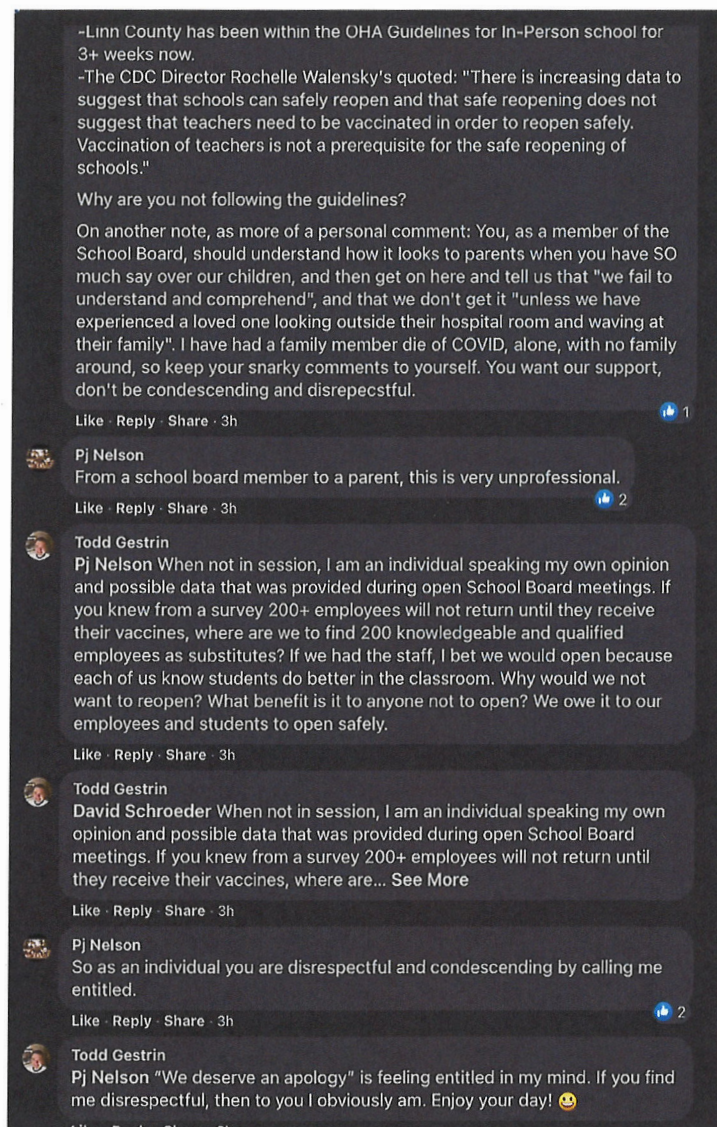 -Linn County has been within the OHA Guidelines for In-Person school for
3+ weeks now.
-The CDC Director Rochelle Walensky's quoted: "There is increasing data to
suggest that schools can safely reopen and that safe reopening does not
suggest that teachers need to be vaccinated in order to reopen safely.
Vaccination of teachers is not a prerequisite for the safe reopening of
schools."
Why are you not following the guidelines?
On another note, as more of a personal comment: You, as a member of the
School Board, should understand how it looks to parents when you have SO
much say over our children, and then get on here and tell us that "we fail to
understand and comprehend", and that we don't get it "unless we have
experienced a loved one looking outside their hospital room and waving at
their family". I have had a family member die of COVID, alone, with no family
around, so keep your snarky comments to yourself. You want our support,
don't be condescending and disrepecstful.
Like · Reply · Share · 3h
1
Pj Nelson
From a school board member to a parent, this is very unprofessional.
Like · Reply · Share · 3h
2
Todd Gestrin
Pj Nelson When not in session, I am an individual speaking my own opinion
and possible data that was provided during open School Board meetings. If
you knew from a survey 200+ employees will not return until they receive
their vaccines, where are we to find 200 knowledgeable and qualified
employees as substitutes? If we had the staff, I bet we would open because
each of us know students do better in the classroom. Why would we not
want to reopen? What benefit is it to anyone not to open? We owe it to our
employees and students to open safely.
Like · Reply · Share · 3h
Todd Gestrin
David Schroeder When not in session, I am an individual speaking my own
opinion and possible data that was provided during open School Board
meetings. If you knew from a survey 200+ employees will not return until
they receive their vaccines, where are... See More
Like · Reply · Share · 3h
Pj Nelson
So as an individual you are disrespectful and condescending by calling me
entitled.
Like · Reply · Share · 3h
2
Todd Gestrin
Pj Nelson "We deserve an apology" is feeling entitled in my mind. If you find
me disrespectful, then to you I obviously am. Enjoy your day! 😀